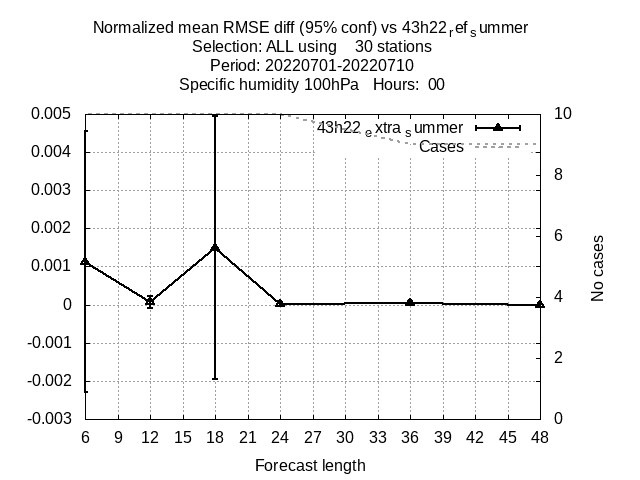 Normalized mean RMSE diff (95% conf) vs 43h22refsummer
Selection: ALL using 30 stations
Period: 20220701-20220710
Specific humidity 100hPa Hours: 00
0.005
0.004
0.003
0.002
0.001
0
-0.001
-0.002
-0.003
10
8
6
4
2
0
43h22extrasummer
Cases
No cases
6 9 12 15 18 21 24 27 30 33 36 39 42 45 48
Forecast length